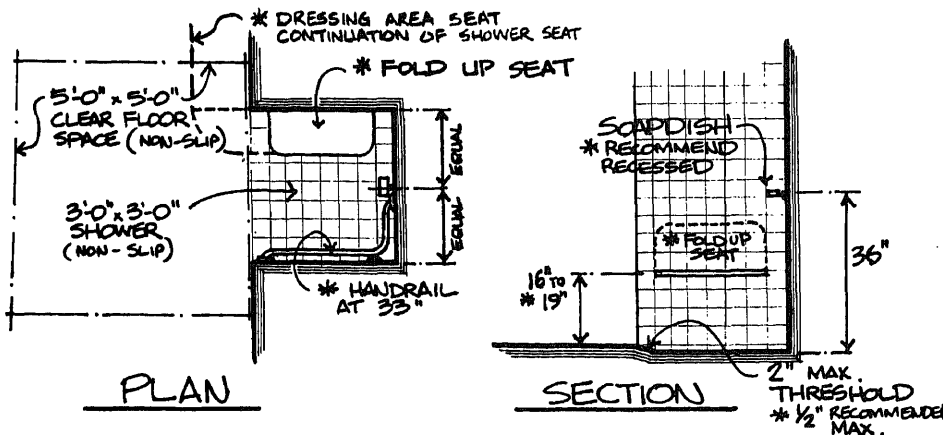 * DRESSING AREA SEAT
CONTINUATION OF SHOWER SEAT
* FOLD UP SEAT
5'-0" x 5'-0"
CLEAR FLOOR
SPACE (NON-SLIP)
3'-0" x 3'-0"
SHOWER
(NON-SLIP)
EQUAL
EQUAL
* HANDRAIL
AT 33"
PLAN
SOAPDISH
* RECOMMEND
RECESSED
* FOLD UP
SEAT
16" TO
* 19"
36"
2" MAX.
THRESHOLD
* 1/2" RECOMMENDED
MAX.
SECTION